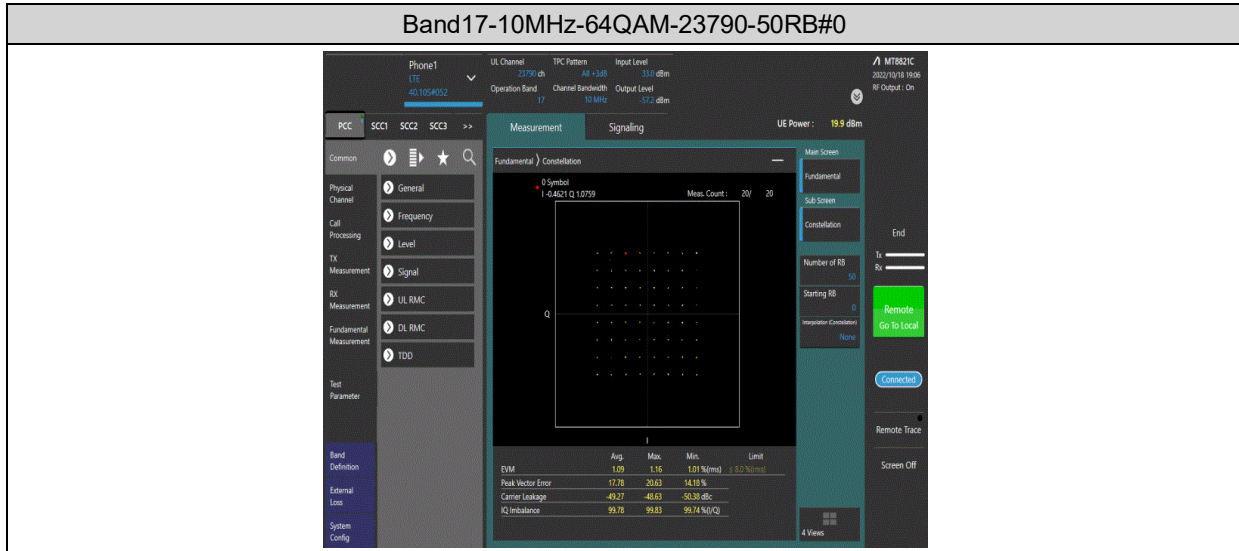 Band17-10MHz-64QAM-23790-50RB#0
Phone1
LTE
40.10S#052
UL Channel
23790 ch
TPC Pattern
All +3dB
Input Level
33.0 dBm
Operation Band
17
Channel Bandwidth
10 MHz
Output Level
-57.2 dBm
MT8821C
2022/10/18 19:06
RF Output : On
PCC SCC1 SCC2 SCC3 >>
Measurement Signaling
UE Power : 19.9 dBm
Common
Physical
Channel
Call
Processing
TX
Measurement
RX
Measurement
Fundamental
Measurement
Test
Parameter
Band
Definition
External
Loss
System
Config
General
Frequency
Level
Signal
UL RMC
DL RMC
TDD
Fundamental ) Constellation
0 Symbol
I -0.4621 Q 1.0759
Meas. Count : 20/ 20
Q
I
Avg. Max. Min. Limit
EVM 1.09 1.16 1.01 %(rms) ≤ 8.0 %(rms)
Peak Vector Error 17.78 20.63 14.18 %
Carrier Leakage -49.27 -48.63 -50.38 dBc
IQ Imbalance 99.78 99.83 99.74 %(I/Q)
Main Screen
Fundamental
Sub Screen
Constellation
Number of RB
50
Starting RB
0
Interpolation (Constellation)
None
4 Views
End
Tx
Rx
Remote
Go To Local
Connected
Remote Trace
Screen Off